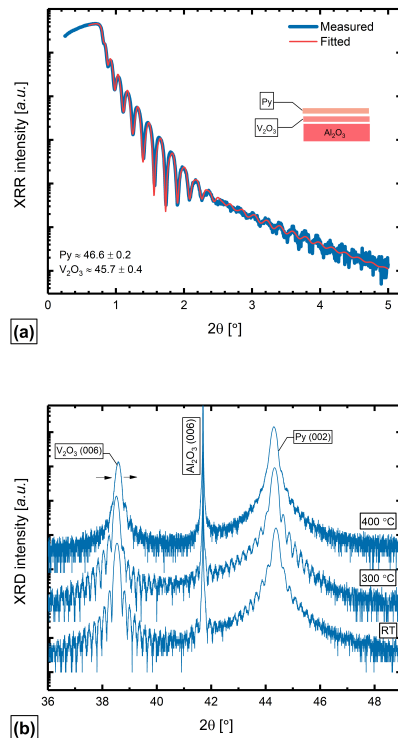 Measured
Fitted
Py
V₂O₃
Al₂O₃
XRR intensity [a.u.]
Py ≈ 46.6 ± 0.2
V₂O₃ ≈ 45.7 ± 0.4
0 1 2 3 4 5
2θ [°]
(a)
V₂O₃ (006)
Al₂O₃ (006)
Py (002)
XRD intensity [a.u.]
400 °C
300 °C
RT
36 38 40 42 44 46 48
2θ [°]
(b)